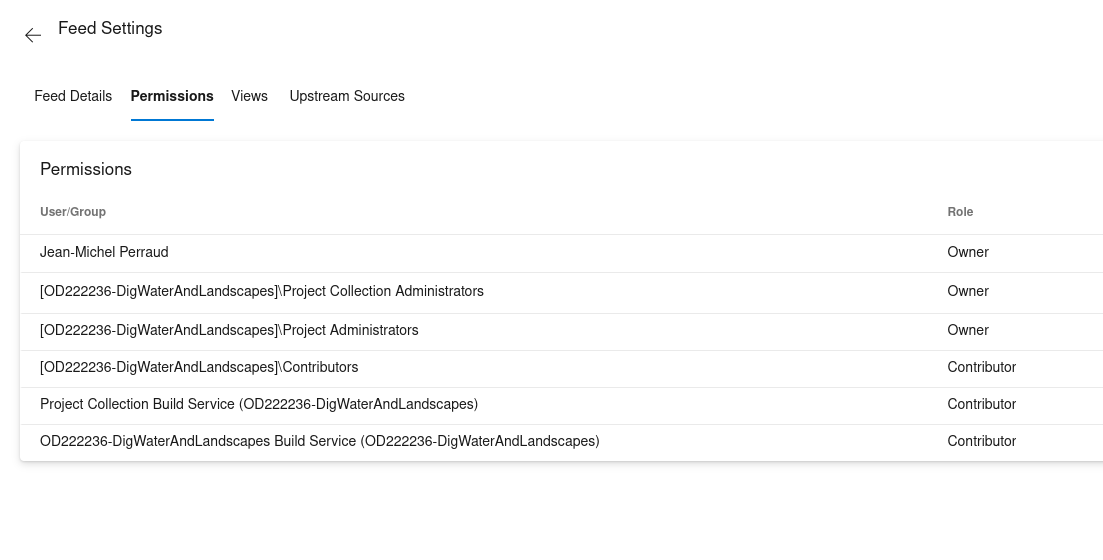 Feed Settings
Feed Details Permissions Views Upstream Sources
Permissions
User/Group Role
Jean-Michel Perraud Owner
[OD222236-DigWaterAndLandscapes]\Project Collection Administrators Owner
[OD222236-DigWaterAndLandscapes]\Project Administrators Owner
[OD222236-DigWaterAndLandscapes]\Contributors Contributor
Project Collection Build Service (OD222236-DigWaterAndLandscapes) Contributor
OD222236-DigWaterAndLandscapes Build Service (OD222236-DigWaterAndLandscapes) Contributor